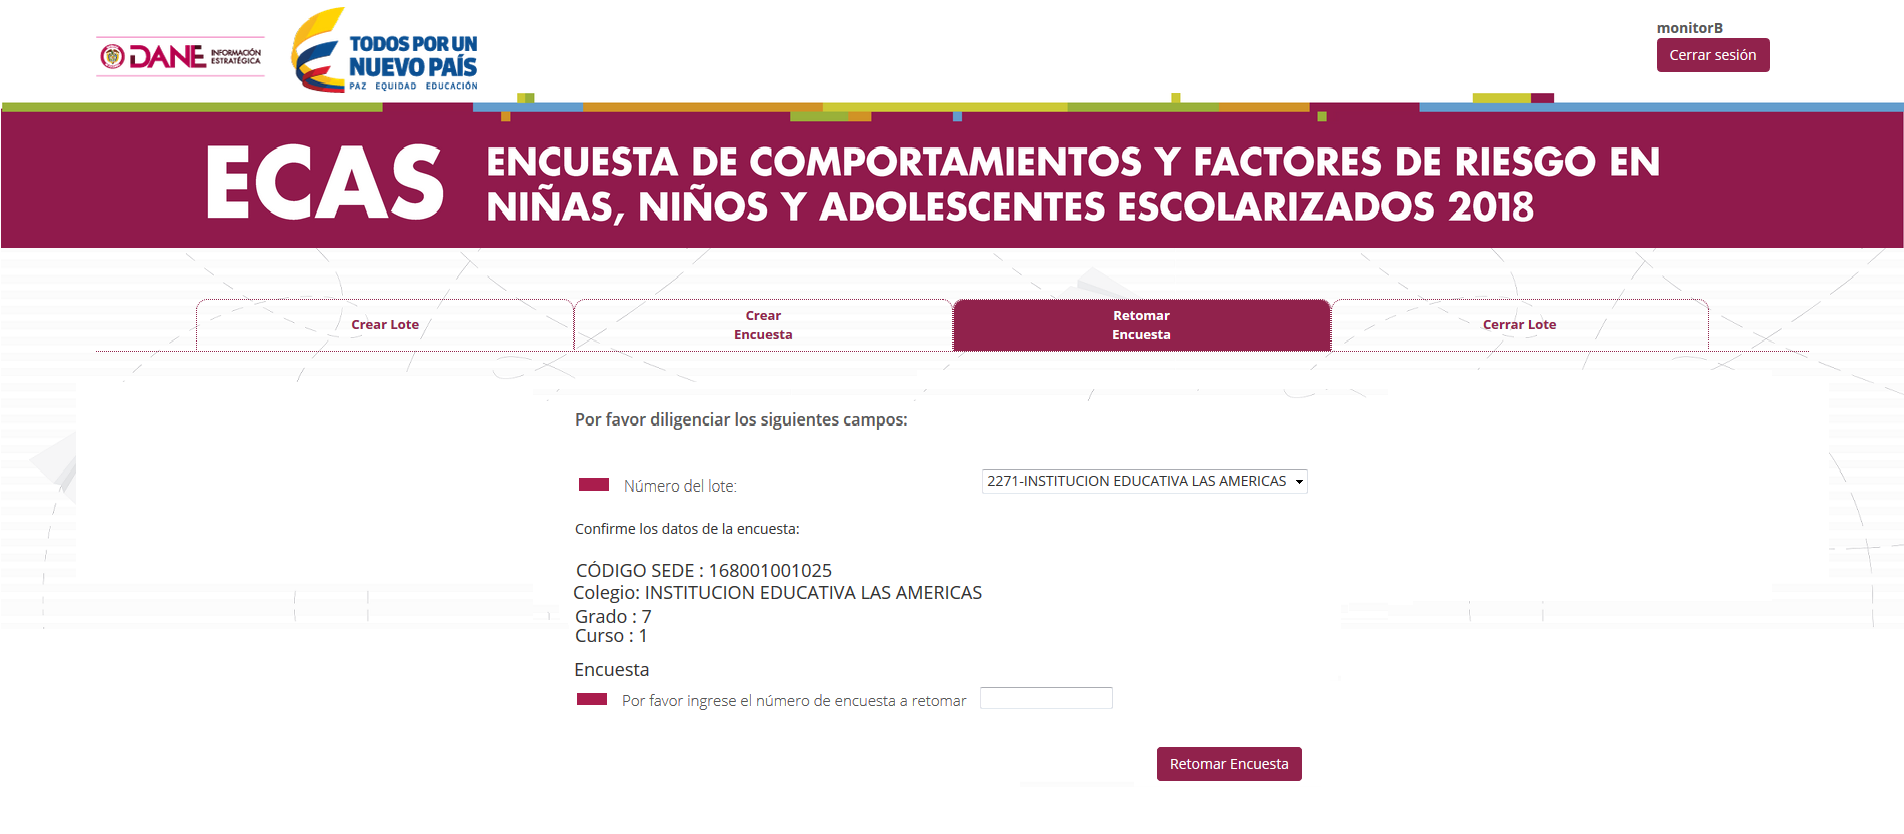 DANE INFORMACIÓN
ESTRATÉGICA
TODOS POR UN
NUEVO PAÍS
PAZ EQUIDAD EDUCACIÓN
monitorB
Cerrar sesión
ECAS
ENCUESTA DE COMPORTAMIENTOS Y FACTORES DE RIESGO EN
NIÑAS, NIÑOS Y ADOLESCENTES ESCOLARIZADOS 2018
Crear Lote
Crear
Encuesta
Retomar
Encuesta
Cerrar Lote
Por favor diligenciar los siguientes campos:
Número del lote: 2271-INSTITUCION EDUCATIVA LAS AMERICAS
Confirme los datos de la encuesta:
CÓDIGO SEDE : 168001001025
Colegio: INSTITUCION EDUCATIVA LAS AMERICAS
Grado : 7
Curso : 1
Encuesta
Por favor ingrese el número de encuesta a retomar
Retomar Encuesta